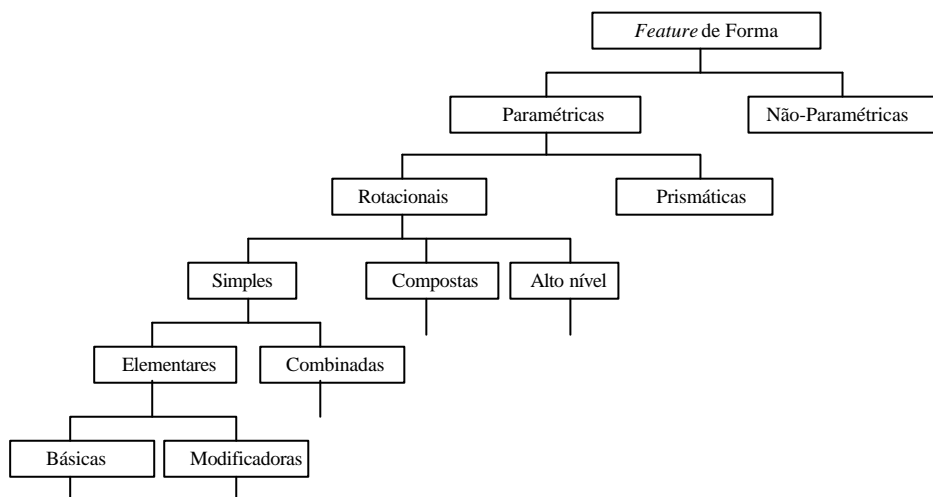 Feature de Forma
Paramétricas
Não-Paramétricas
Rotacionais
Prismáticas
Simples
Compostas
Alto nível
Elementares
Combinadas
Básicas
Modificadoras